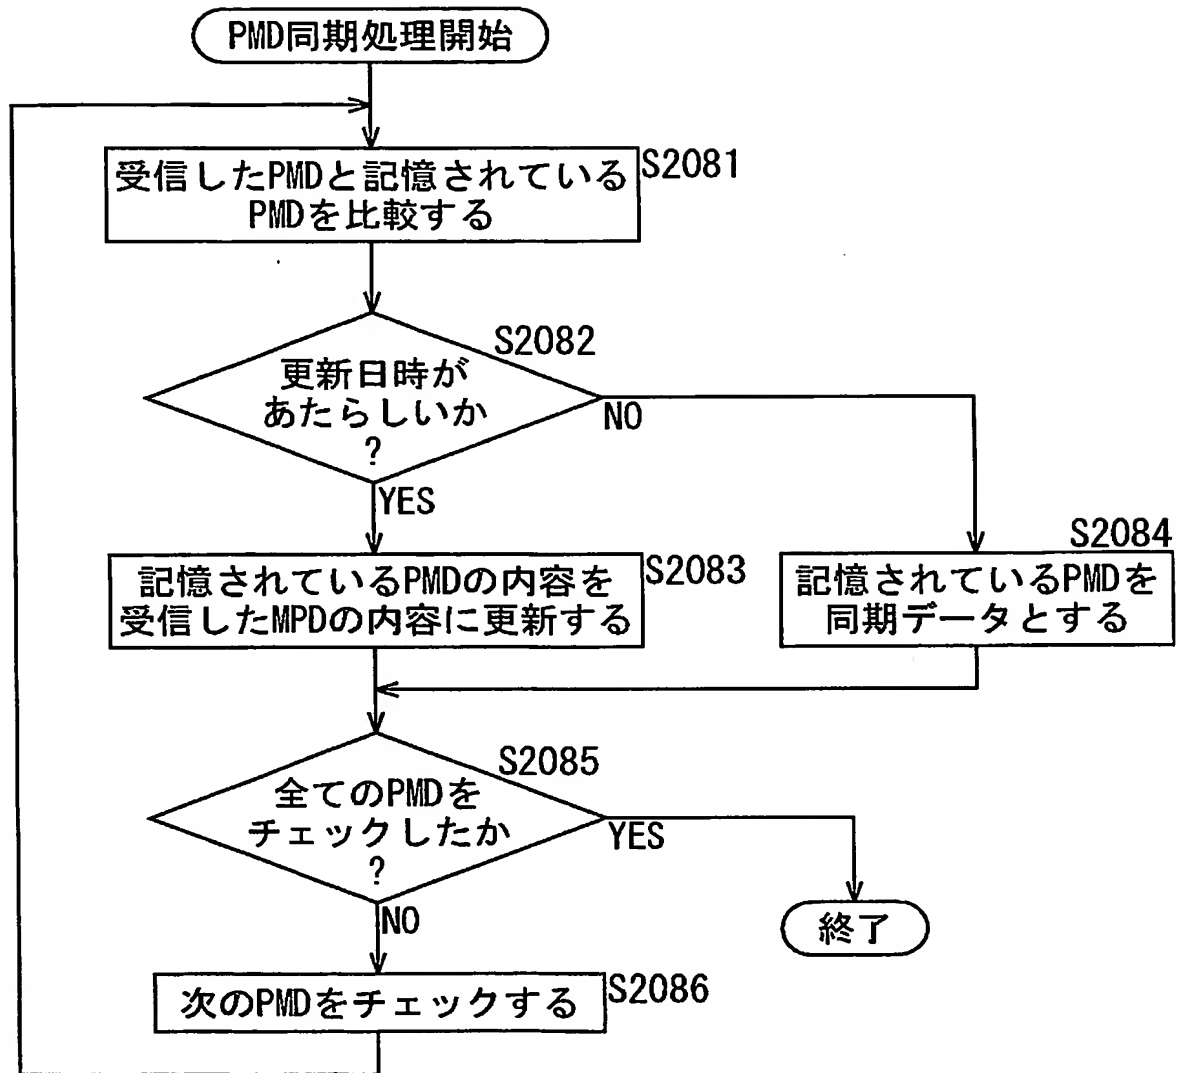 PMD同期処理開始
受信したPMDと記憶されている
PMDを比較する
S2081
S2082
更新日時が
あたらしいか
?
NO
YES
記憶されているPMDの内容を
受信したMPDの内容に更新する
S2083
S2084
記憶されているPMDを
同期データとする
S2085
全てのPMDを
チェックしたか
?
YES
NO
終了
次のPMDをチェックする
S2086